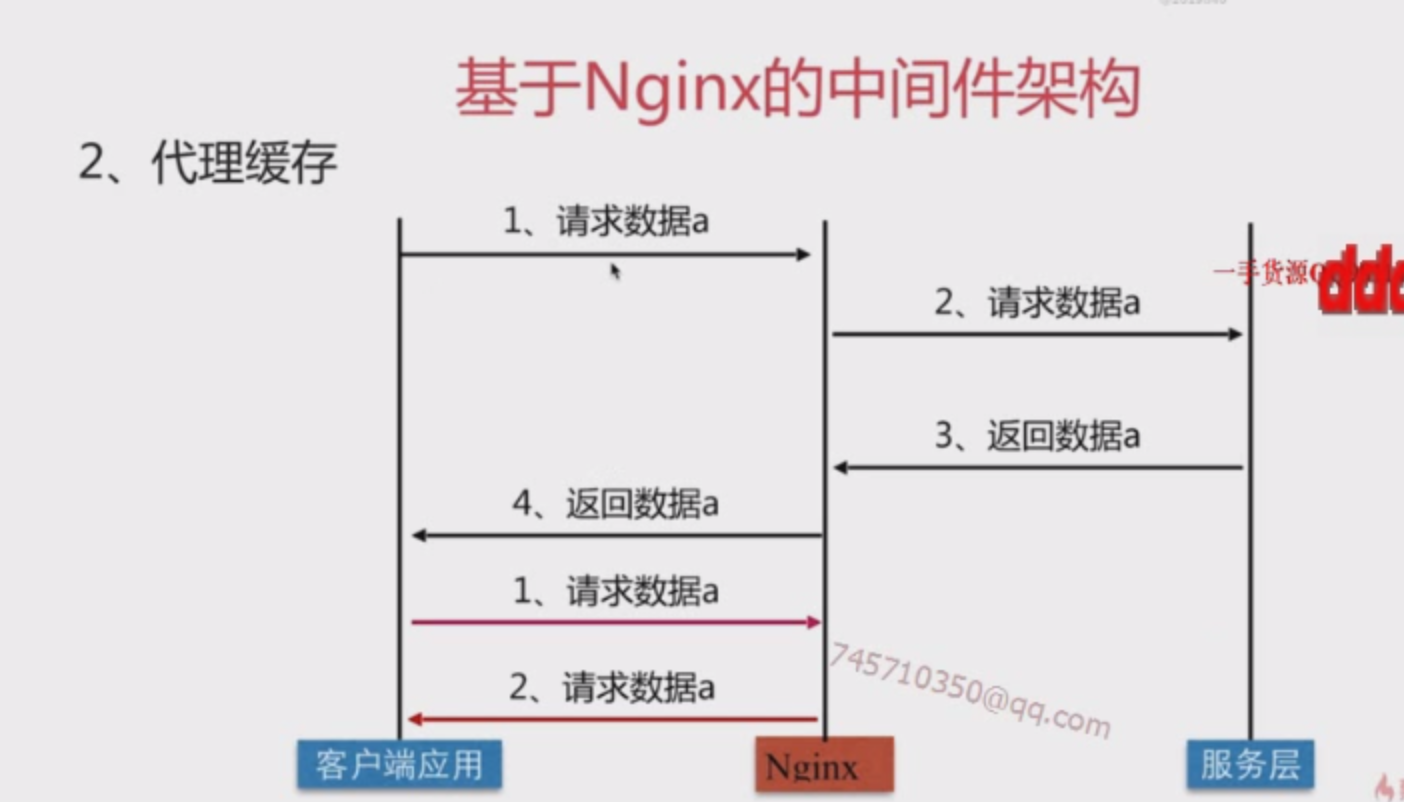 基于Nginx的中间件架构
2、代理缓存
1、请求数据a
一手货源
2、请求数据a
3、返回数据a
4、返回数据a
1、请求数据a
745710350@qq.com
2、请求数据a
客户端应用
Nginx
服务层